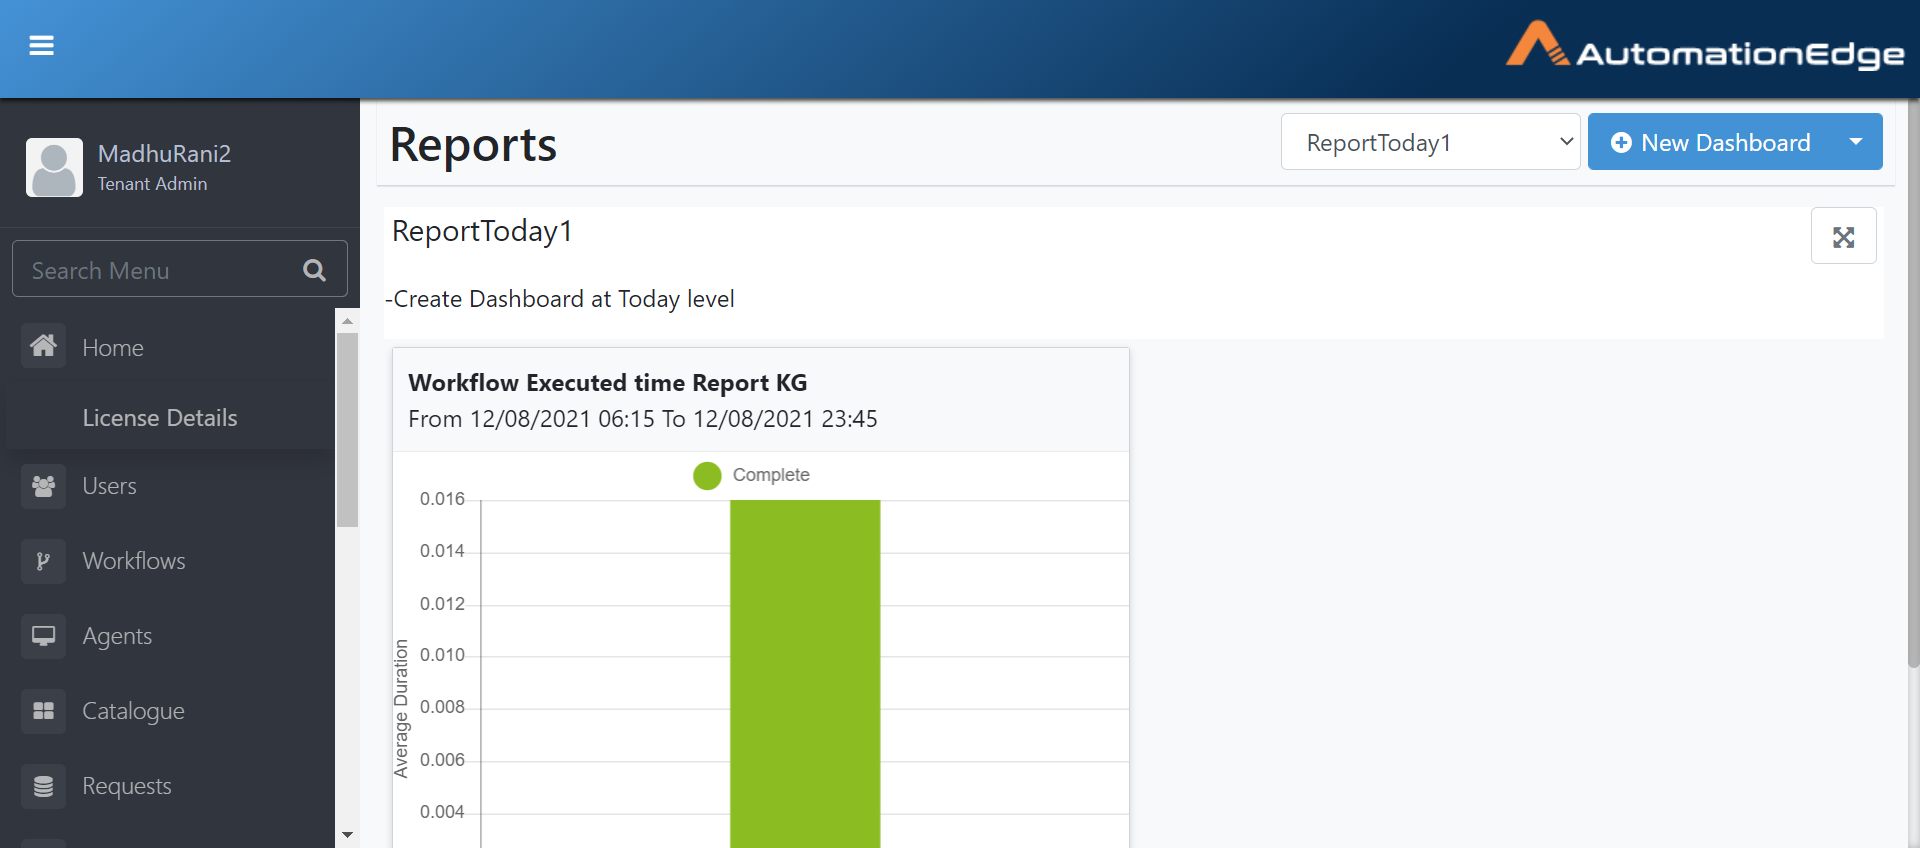 AutomationEdge
MadhuRani2
Tenant Admin
Search Menu
Home
License Details
Users
Workflows
Agents
Catalogue
Requests
Reports
ReportToday1
New Dashboard
ReportToday1
-Create Dashboard at Today level
Workflow Executed time Report KG
From 12/08/2021 06:15 To 12/08/2021 23:45
Complete
Average Duration
0.016
0.014
0.012
0.010
0.008
0.006
0.004